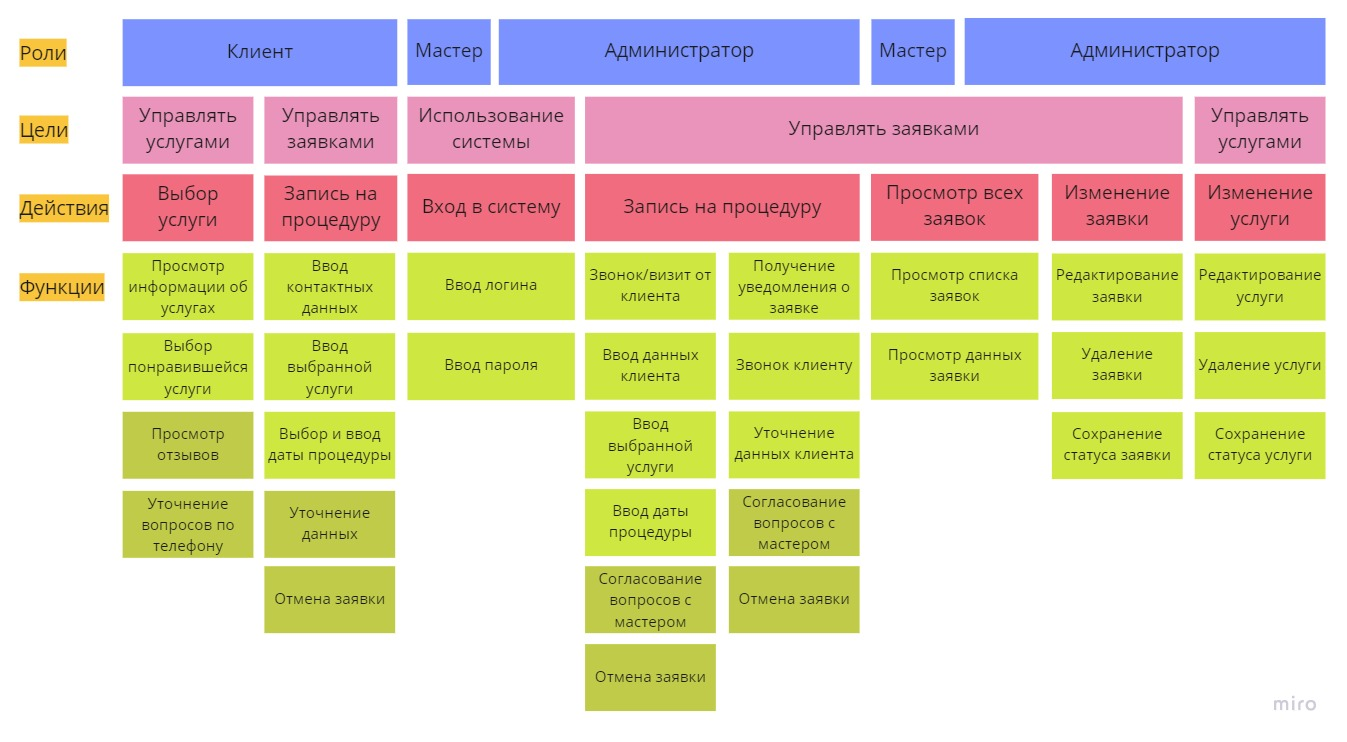 Роли
Клиент
Мастер
Администратор
Мастер
Администратор
Цели
Управлять
услугами
Управлять
заявками
Использование
системы
Управлять заявками
Управлять
услугами
Действия
Выбор
услуги
Запись на
процедуру
Вход в систему
Запись на процедуру
Просмотр всех
заявок
Изменение
заявки
Изменение
услуги
Функции
Просмотр
информации об
услугах
Ввод
контактных
данных
Ввод логина
Звонок/визит от
клиента
Получение
уведомления о
заявке
Просмотр списка
заявок
Редактирование
заявки
Редактирование
услуги
Выбор
понравившейся
услуги
Ввод
выбранной
услуги
Ввод пароля
Ввод данных
клиента
Звонок клиенту
Просмотр данных
заявки
Удаление
заявки
Удаление услуги
Просмотр
отзывов
Выбор и ввод
даты процедуры
Ввод
выбранной
услуги
Уточнение
данных клиента
Сохранение
статуса заявки
Сохранение
статуса услуги
Уточнение
вопросов по
телефону
Уточнение
данных
Ввод даты
процедуры
Согласование
вопросов с
мастером
Отмена заявки
Согласование
вопросов с
мастером
Отмена заявки
Отмена заявки
miro